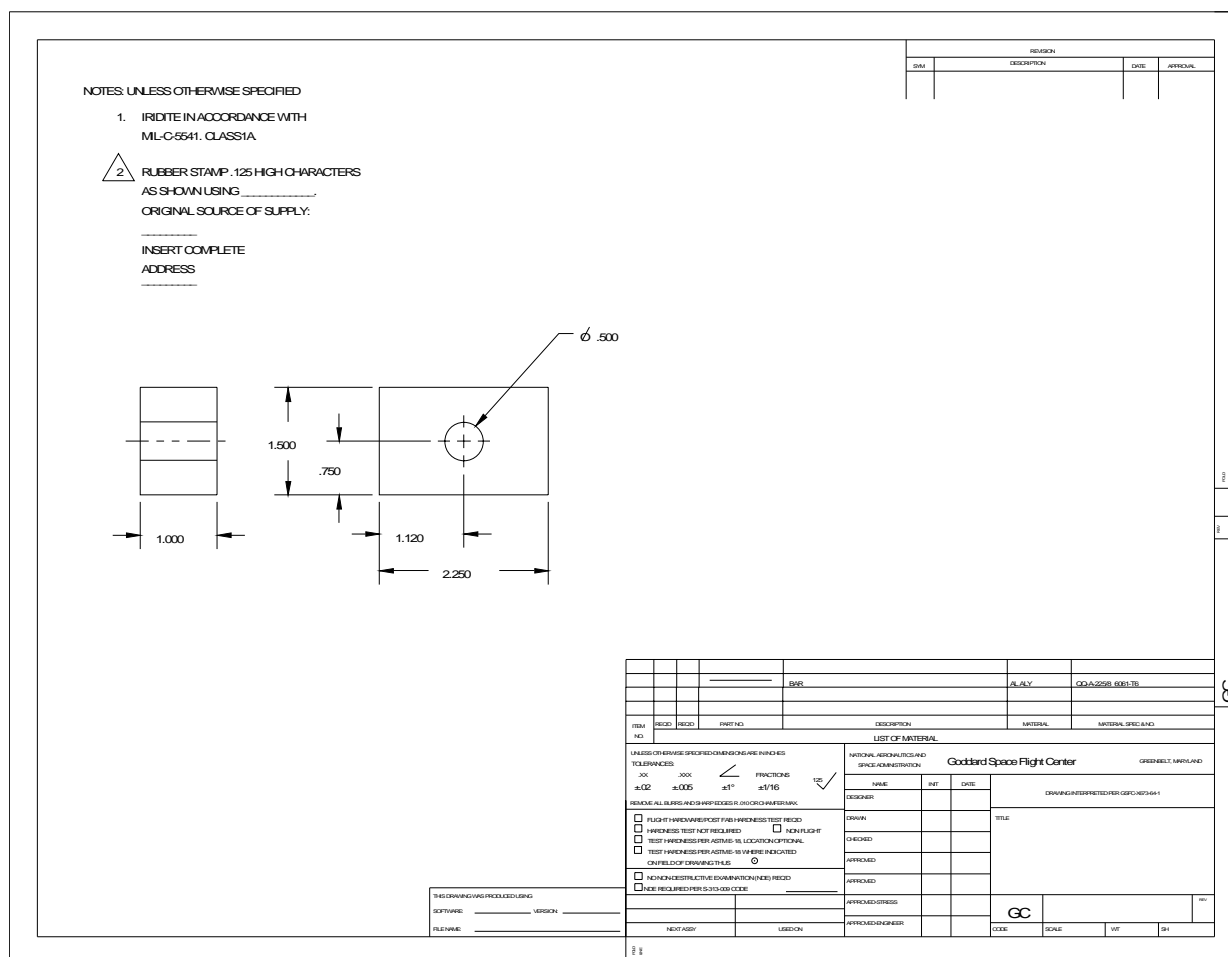 REVISION
SYM DESCRIPTION DATE APPROVAL
NOTES: UNLESS OTHERWISE SPECIFIED
1. IRIDITE IN ACCORDANCE WITH
MIL-C-5541. CLASS1A.
2 RUBBER STAMP .125 HIGH CHARACTERS
AS SHOWN USING ____________.
ORIGINAL SOURCE OF SUPPLY:
_________
INSERT COMPLETE
ADDRESS
_________
Ø .500
1.500
.750
1.000
1.120
2.250
FOLD
REV
GC
BAR AL ALY QQ-A-225/8 6061-T6
ITEM NO. REQ'D REQ'D PART NO. DESCRIPTION MATERIAL MATERIAL SPEC & NO.
LIST OF MATERIAL
UNLESS OTHERWISE SPECIFIED DIMENSIONS ARE IN INCHES
TOLERANCES:
.XX .XXX FRACTIONS 125
±.02 ±.005 ±1° ±1/16
REMOVE ALL BURRS AND SHARP EDGES R .010 OR CHAMFER MAX.
FLIGHT HARDWARE/POST FAB HARDNESS TEST REQ'D
HARDNESS TEST NOT REQUIRED NON FLIGHT
TEST HARDNESS PER ASTM E-18, LOCATION OPTIONAL
TEST HARDNESS PER ASTM E-18 WHERE INDICATED
ON FIELD OF DRAWING THUS
NO NON-DESTRUCTIVE EXAMINATION (NDE) REQ'D
NDE REQUIRED PER S-313-009 CODE
NEXT ASSY USED ON
NATIONAL AERONAUTICS AND
SPACE ADMINISTRATION
Goddard Space Flight Center
GREENBELT, MARYLAND
NAME INIT DATE
DESIGNER
DRAWN
CHECKED
APPROVED
APPROVED
APPROVED-STRESS
APPROVED-ENGINEER
DRAWING INTERPRETED PER GSFC-X673-64-1
TITLE
GC
REV
CODE SCALE WT SH
THIS DRAWING WAS PRODUCED USING
SOFTWARE: VERSION:
FILE NAME:
FOLD